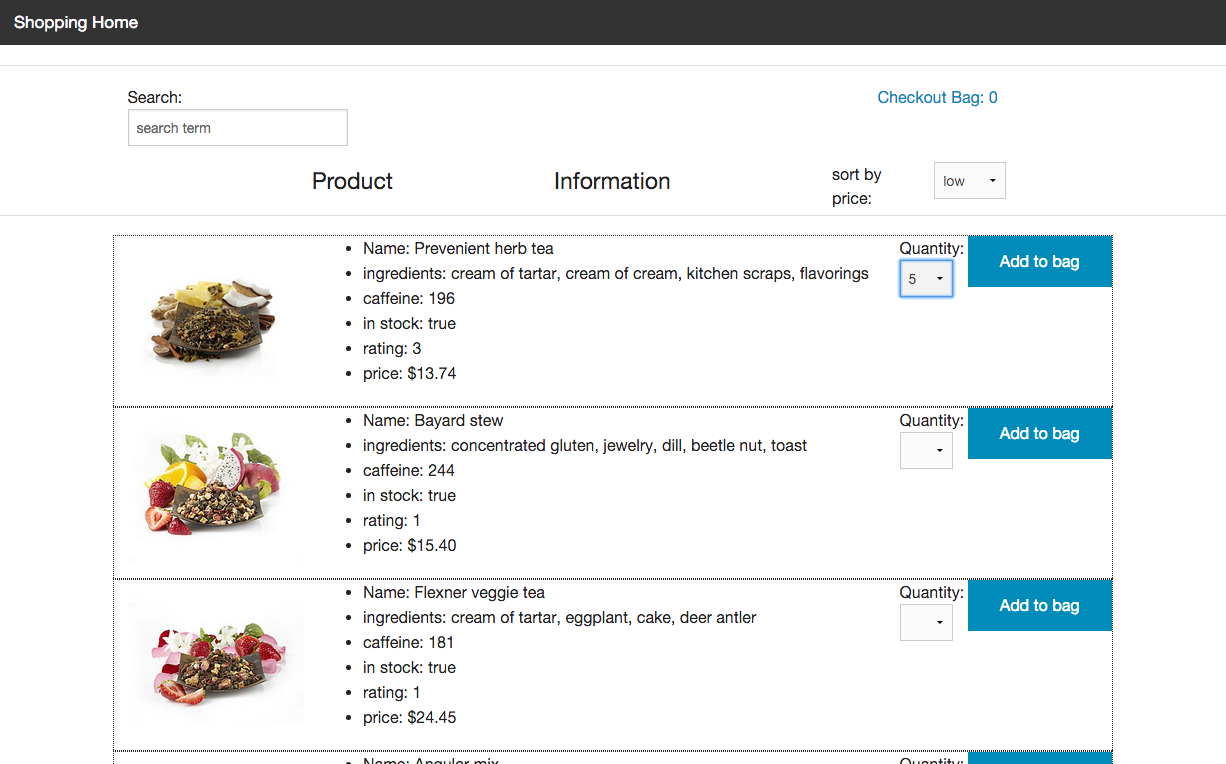 Shopping Home
Search:
Checkout Bag: 0
search term
Product
Information
sort by
price:
low
Name: Prevenient herb tea
ingredients: cream of tartar, cream of cream, kitchen scraps, flavorings
caffeine: 196
in stock: true
rating: 3
price: $13.74
Quantity:
5
Add to bag
Name: Bayard stew
ingredients: concentrated gluten, jewelry, dill, beetle nut, toast
caffeine: 244
in stock: true
rating: 1
price: $15.40
Quantity:
Add to bag
Name: Flexner veggie tea
ingredients: cream of tartar, eggplant, cake, deer antler
caffeine: 181
in stock: true
rating: 1
price: $24.45
Quantity:
Add to bag
Name: Angular mix
Quantity: